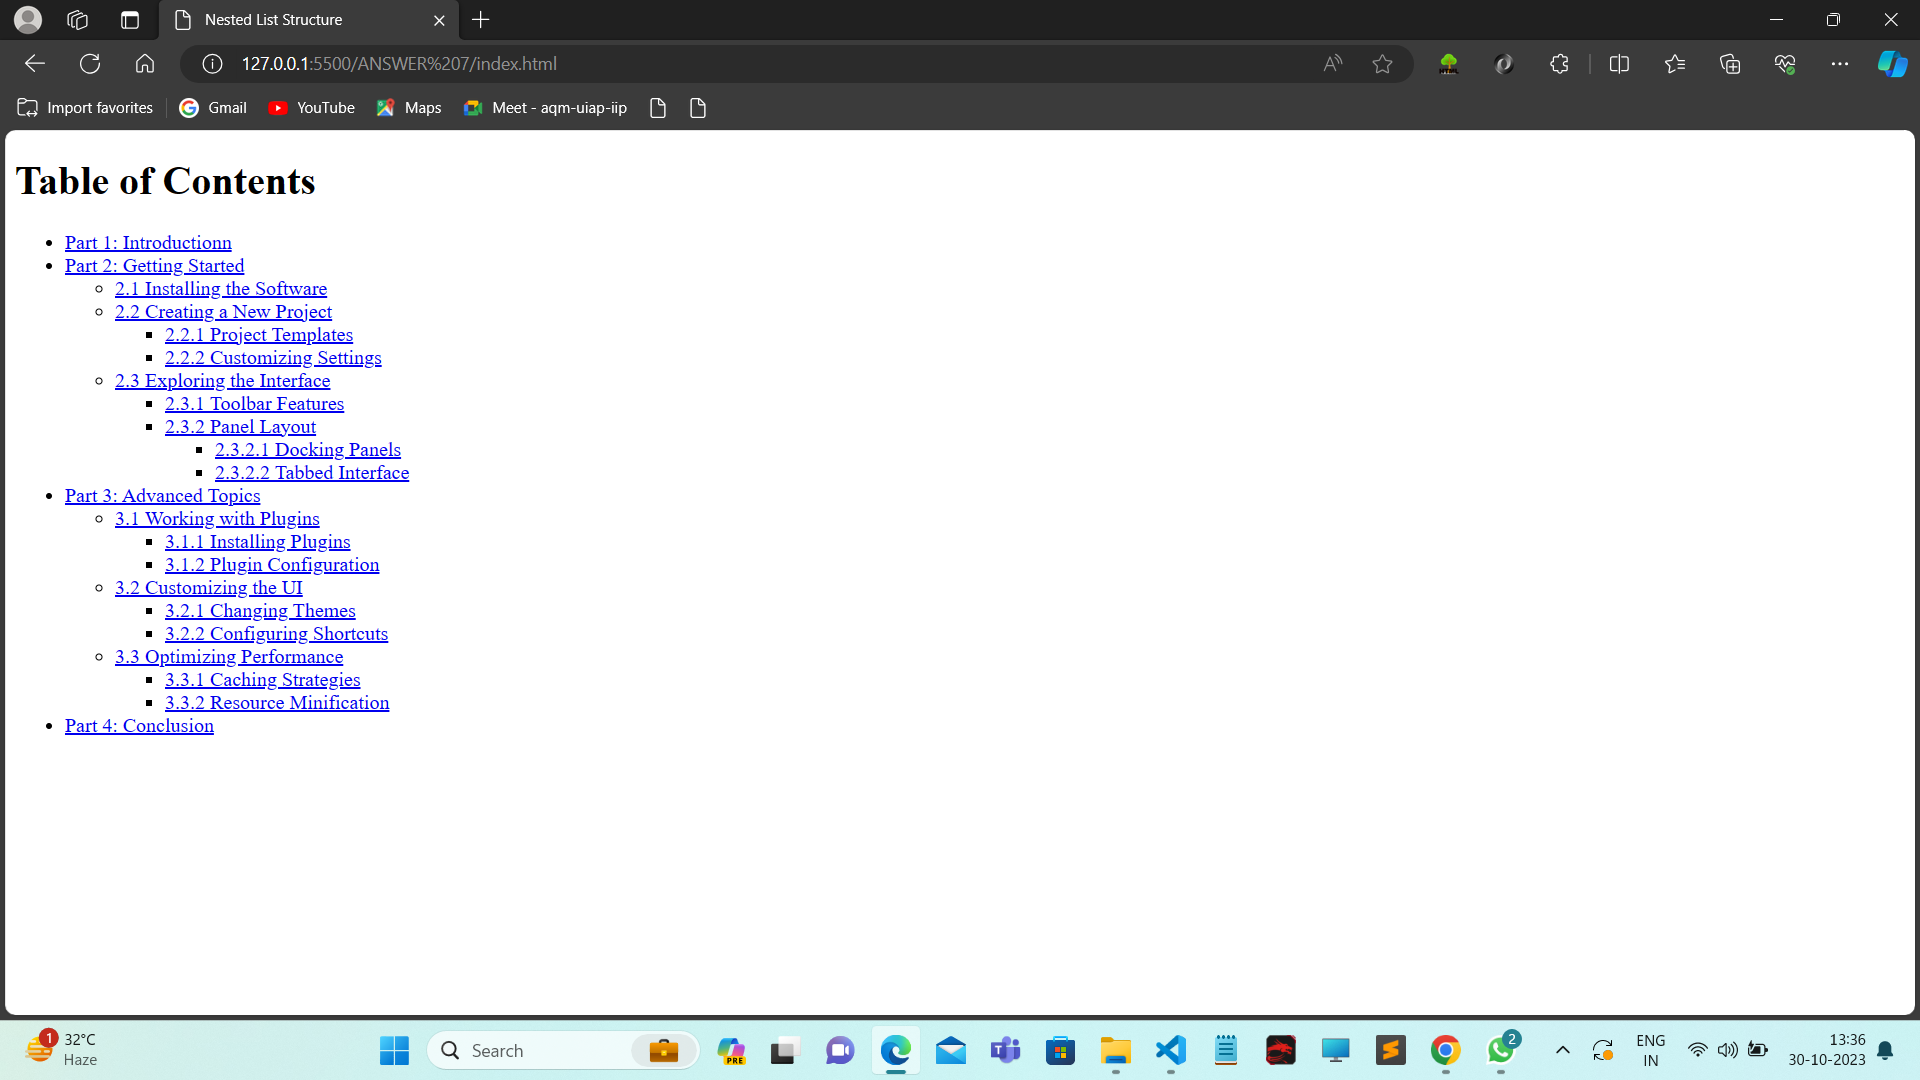 Nested List Structure
127.0.0.1:5500/ANSWER%207/index.html
Import favorites
Gmail
YouTube
Maps
Meet - aqm-uiap-iip
Table of Contents
Part 1: Introductionn
Part 2: Getting Started
2.1 Installing the Software
2.2 Creating a New Project
2.2.1 Project Templates
2.2.2 Customizing Settings
2.3 Exploring the Interface
2.3.1 Toolbar Features
2.3.2 Panel Layout
2.3.2.1 Docking Panels
2.3.2.2 Tabbed Interface
Part 3: Advanced Topics
3.1 Working with Plugins
3.1.1 Installing Plugins
3.1.2 Plugin Configuration
3.2 Customizing the UI
3.2.1 Changing Themes
3.2.2 Configuring Shortcuts
3.3 Optimizing Performance
3.3.1 Caching Strategies
3.3.2 Resource Minification
Part 4: Conclusion
1
32°C
Haze
Search
PRE
2
ENG
IN
13:36
30-10-2023